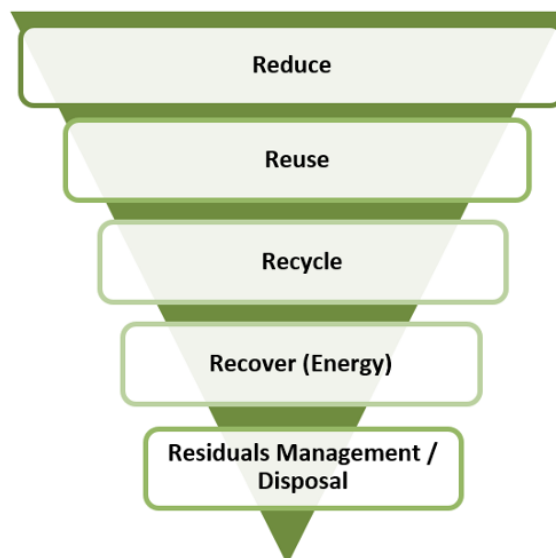 Reduce
Reuse
Recycle
Recover (Energy)
Residuals Management /
Disposal